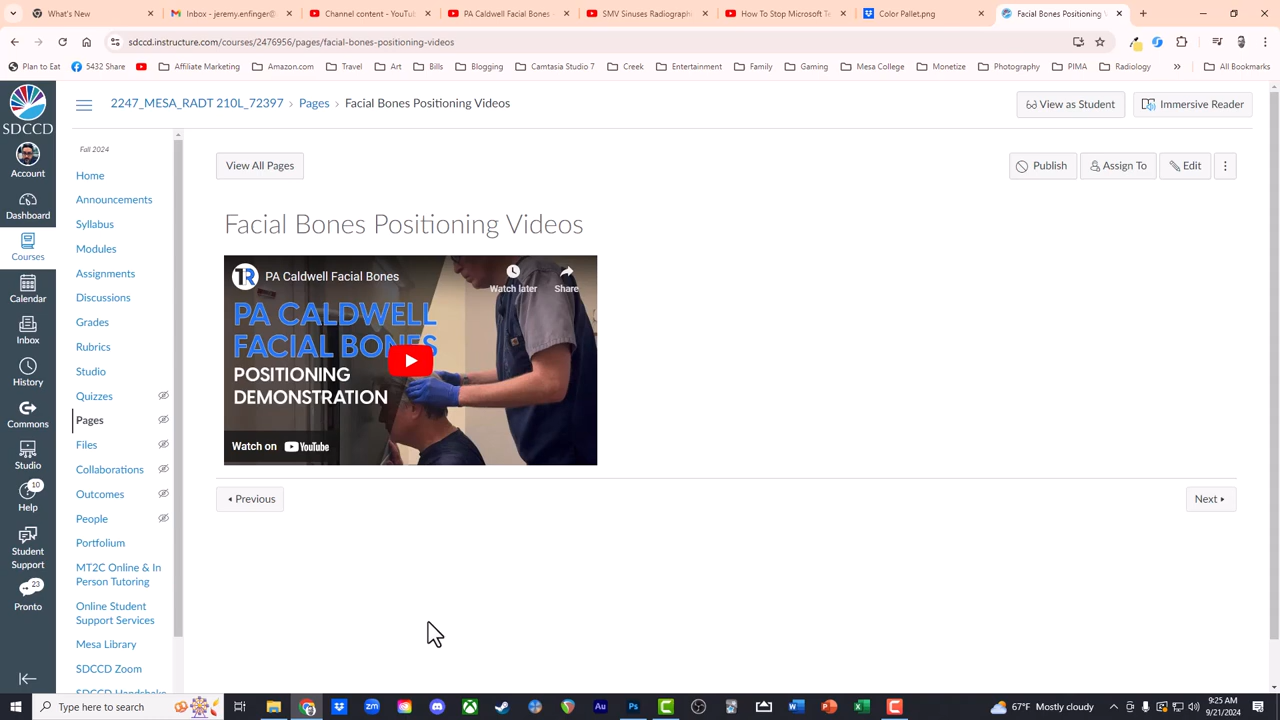 Channel content - YouTu
PA Caldwell Facial Bones
SMV Sinuses Radiograph
How To Stop Microsoft Te
Color Pallet.png
Facial Bones Positioning V
sdccd.instructure.com/courses/2476956/pages/facial-bones-positioning-videos
Plan to Eat
5432 Share
Affiliate Marketing
Amazon.com
Travel
Art
Bills
Blogging
Camtasia Studio 7
Creek
Entertainment
Family
Gaming
Mesa College
Monetize
Photography
PIMA
Radiology
»
All Bookmarks
SDCCD
Account
Dashboard
Courses
Calendar
Inbox
History
Commons
Studio
10
Help
Student
Support
23
Pronto
2247_MESA_RADT 210L_72397 › Pages › Facial Bones Positioning Videos
View as Student
Immersive Reader
Fall 2024
Home
Announcements
Syllabus
Modules
Assignments
Discussions
Grades
Rubrics
Studio
Quizzes
Pages
Files
Collaborations
Outcomes
People
Portfolium
MT2C Online & In
Person Tutoring
Online Student
Support Services
Mesa Library
SDCCD Zoom
SDCCD Handshake
View All Pages
Publish
Assign To
Edit
Facial Bones Positioning Videos
TR
PA Caldwell Facial Bones
Watch later
Share
PA CALDWELL
FACIAL BONES
POSITIONING
DEMONSTRATION
Watch on YouTube
Previous
Next
Type here to search
67°F Mostly cloudy
9:25 AM
9/21/2024